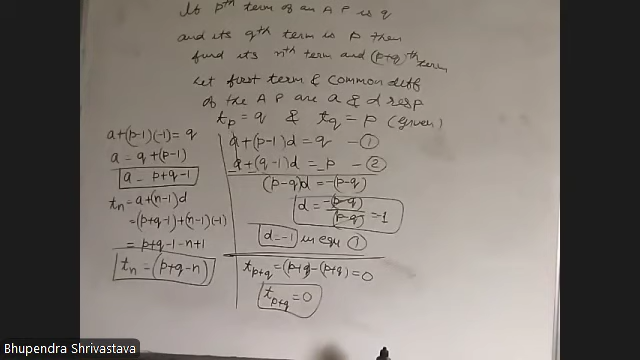 If pth term of an A P is q
and its qth term is p then
find its nth term and (p+q)th term
Let first term & common diff
of the A P are a & d resp
tp = q & tq = p (given)
a+(p-1)d = q — ①
a+(q-1)d = p — ②
(p-q)d = -(p-q)
d = -(p-q)/(p-q) = -1
d = -1 in equ ①
a+(p-1)(-1) = q
a = q+(p-1)
a = p+q-1
tn = a+(n-1)d
= (p+q-1)+(n-1)(-1)
= p+q-1-n+1
tn = (p+q-n)
tp+q = (p+q)-(p+q) = 0
tp+q = 0
Bhupendra Shrivastava